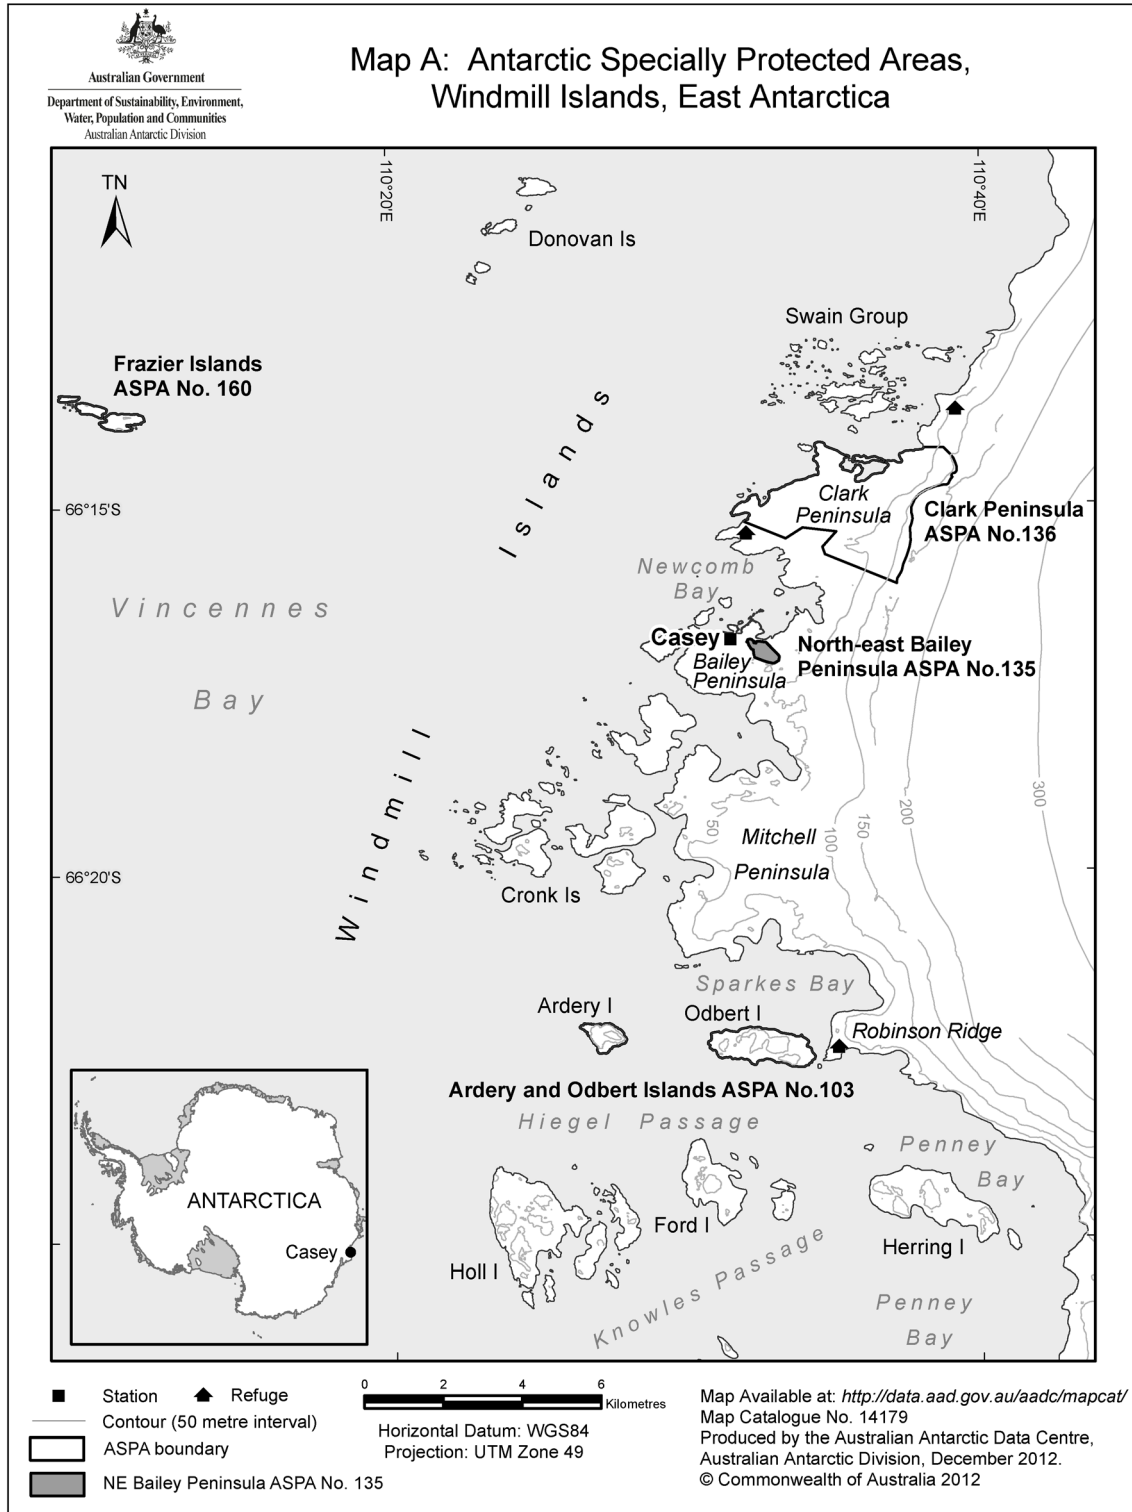 Australian Government
Department of Sustainability, Environment,
Water, Population and Communities
Australian Antarctic Division
Map A: Antarctic Specially Protected Areas,
Windmill Islands, East Antarctica
TN
110°20'E
110°40'E
Donovan Is
Swain Group
Frazier Islands
ASPA No. 160
Islands
66°15'S
Clark
Peninsula
Clark Peninsula
ASPA No.136
Newcomb
Bay
Vincennes
Bay
Casey
Bailey
Peninsula
North-east Bailey
Peninsula ASPA No.135
Windmill
50
100
150
200
300
Mitchell
Peninsula
66°20'S
Cronk Is
Sparkes Bay
Ardery I
Odbert I
Robinson Ridge
Ardery and Odbert Islands ASPA No.103
Hiegel Passage
Penney
Bay
ANTARCTICA
Casey
Ford I
Holl I
Herring I
Knowles Passage
Penney
Bay
Station
Refuge
Contour (50 metre interval)
ASPA boundary
NE Bailey Peninsula ASPA No. 135
0 2 4 6
Kilometres
Horizontal Datum: WGS84
Projection: UTM Zone 49
Map Available at: http://data.aad.gov.au/aadc/mapcat/
Map Catalogue No. 14179
Produced by the Australian Antarctic Data Centre,
Australian Antarctic Division, December 2012.
© Commonwealth of Australia 2012